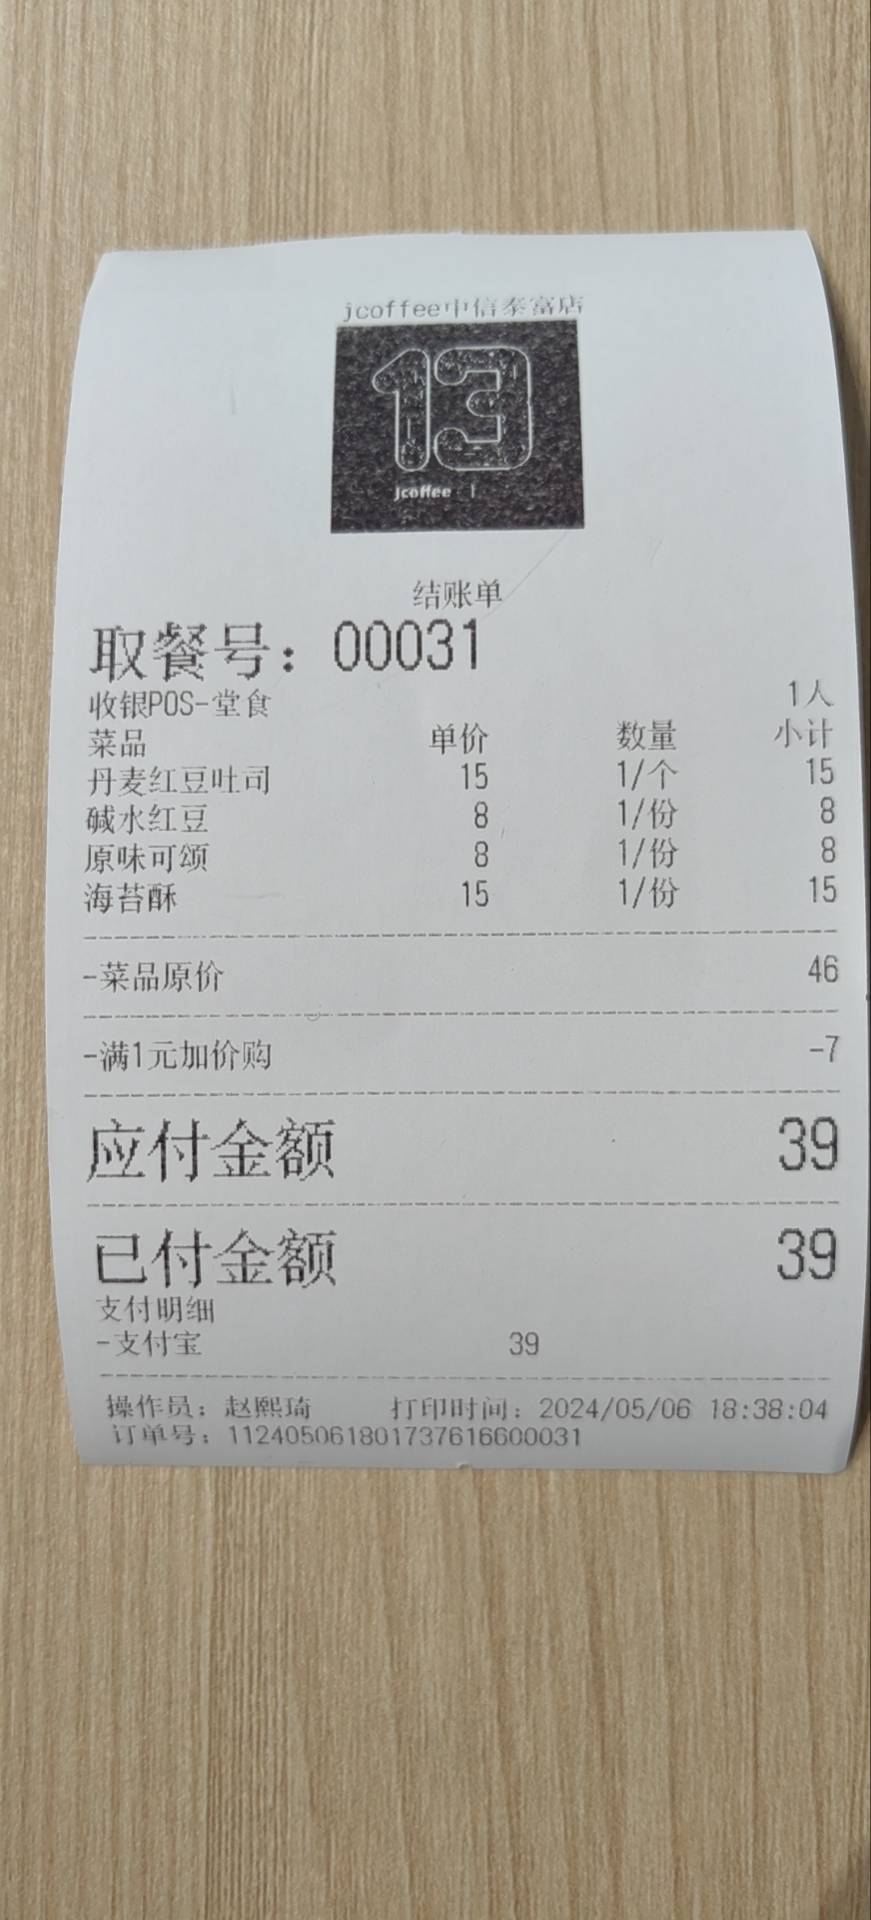 jcoffee中信泰富店
13
jcoffee
结账单
取餐号：00031
收银POS-堂食 1人
菜品 单价 数量 小计
丹麦红豆吐司 15 1/个 15
碱水红豆 8 1/份 8
原味可颂 8 1/份 8
海苔酥 15 1/份 15
-菜品原价 46
-满1元加价购 -7
应付金额 39
已付金额 39
支付明细
-支付宝 39
操作员：赵熙琦 打印时间：2024/05/06 18:38:04
订单号：1124050618017376166​00031